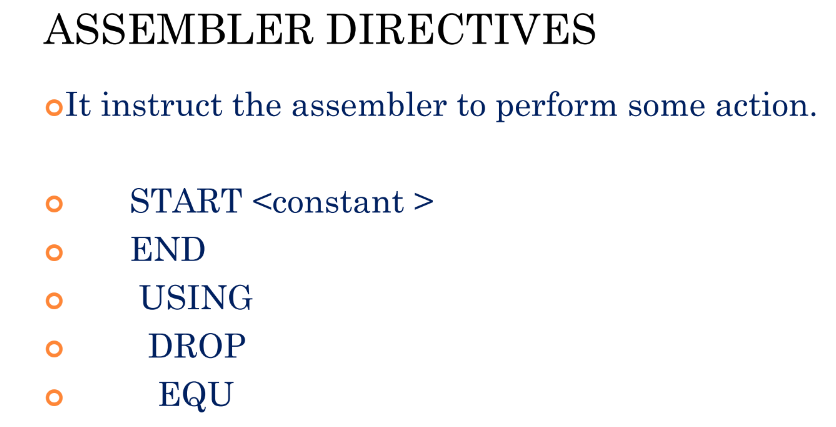 ASSEMBLER DIRECTIVES
It instruct the assembler to perform some action.
START <constant >
END
USING
DROP
EQU